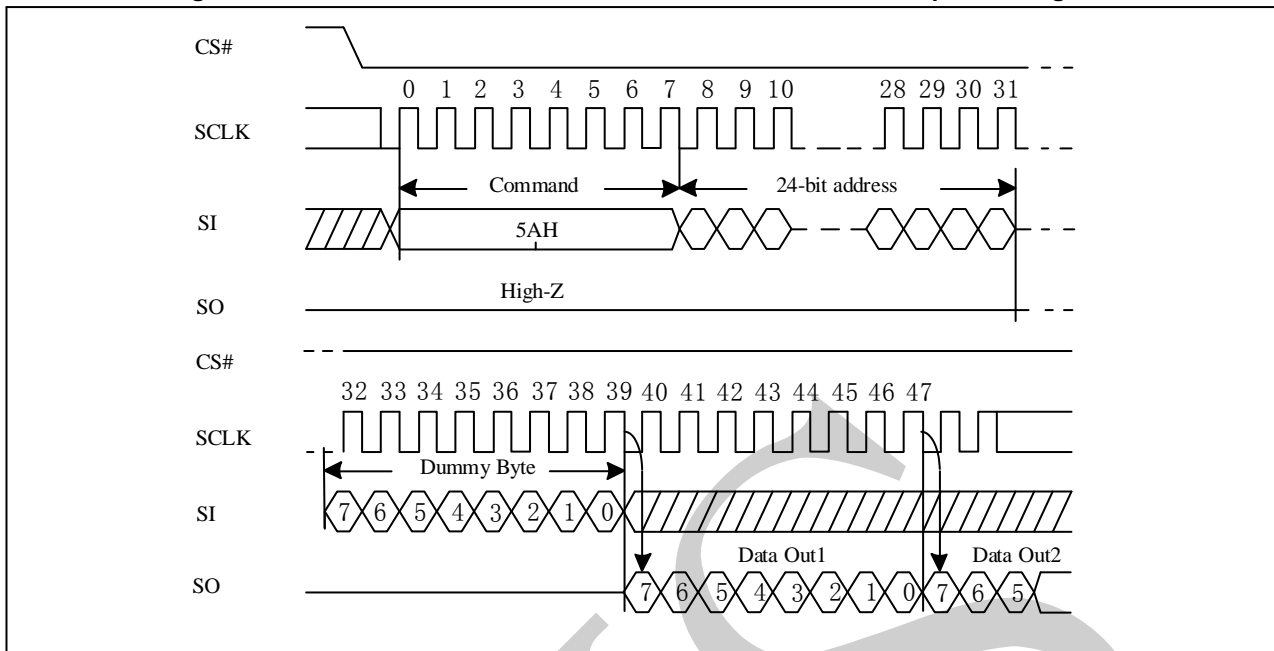 CS#
0 1 2 3 4 5 6 7 8 9 10 28 29 30 31
SCLK
Command 24-bit address
SI
5AH
High-Z
SO
CS#
32 33 34 35 36 37 38 39 40 41 42 43 44 45 46 47
SCLK
Dummy Byte
SI
7 6 5 4 3 2 1 0
Data Out1 Data Out2
SO
7 6 5 4 3 2 1 0 7 6 5